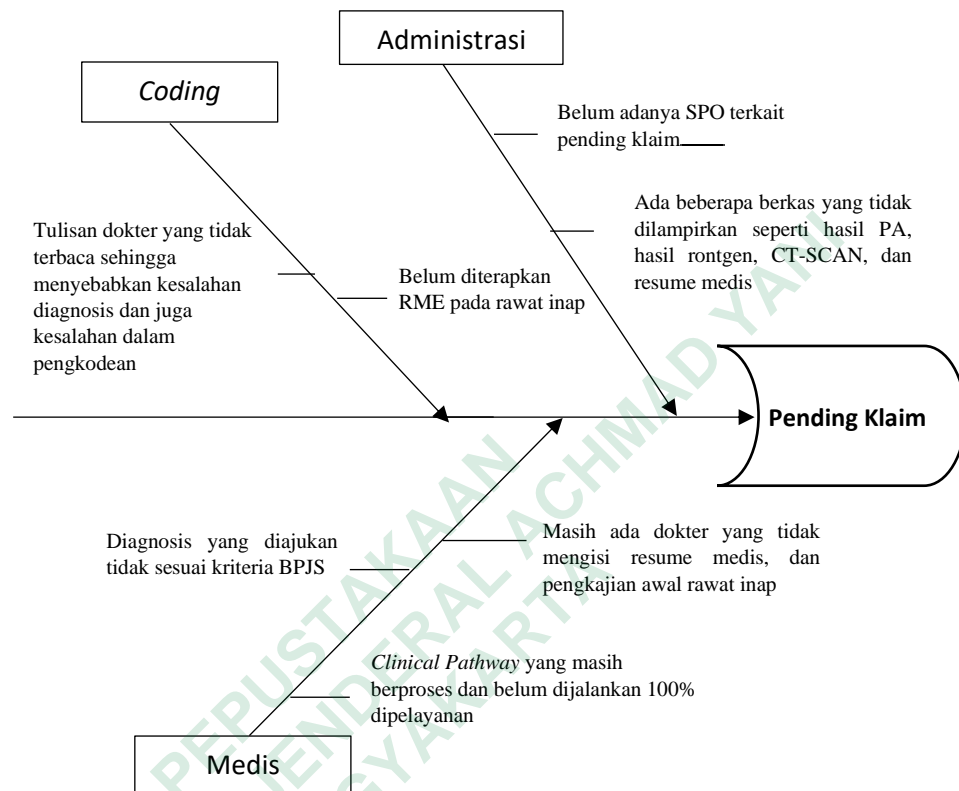 Administrasi
Coding
Belum adanya SPO terkait
pending klaim
Tulisan dokter yang tidak
terbaca sehingga
menyebabkan kesalahan
diagnosis dan juga
kesalahan dalam
pengkodean
Belum diterapkan
RME pada rawat inap
Ada beberapa berkas yang tidak
dilampirkan seperti hasil PA,
hasil rontgen, CT-SCAN, dan
resume medis
Pending Klaim
Diagnosis yang diajukan
tidak sesuai kriteria BPJS
Masih ada dokter yang tidak
mengisi resume medis, dan
pengkajian awal rawat inap
Clinical Pathway yang masih
berproses dan belum dijalankan 100%
dipelayanan
Medis
PEPUSTAKAAN
JENDERAL ACHMAD YANI
GYAKARTA